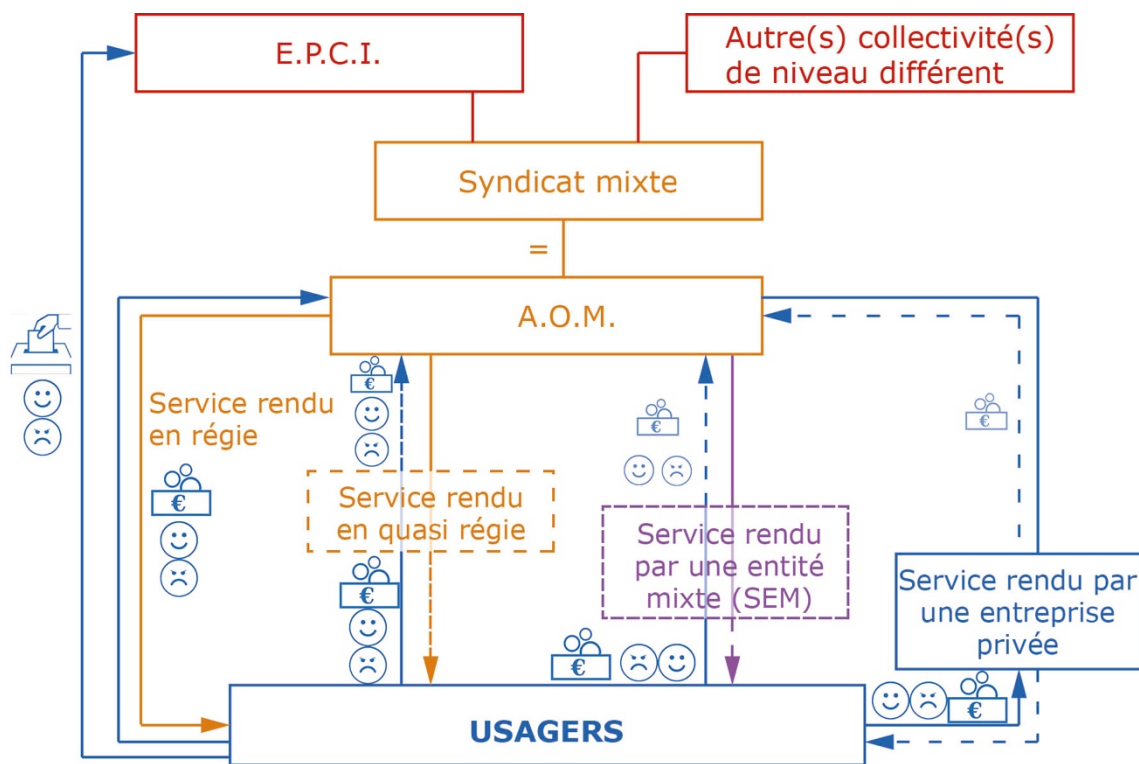 E.P.C.I.
Autre(s) collectivité(s)
de niveau différent
Syndicat mixte
=
A.O.M.
Service rendu
en régie
€
€
Service rendu
en quasi régie
€
€
Service rendu
par une entité
mixte (SEM)
€
€
Service rendu par
une entreprise
privée
€
USAGERS